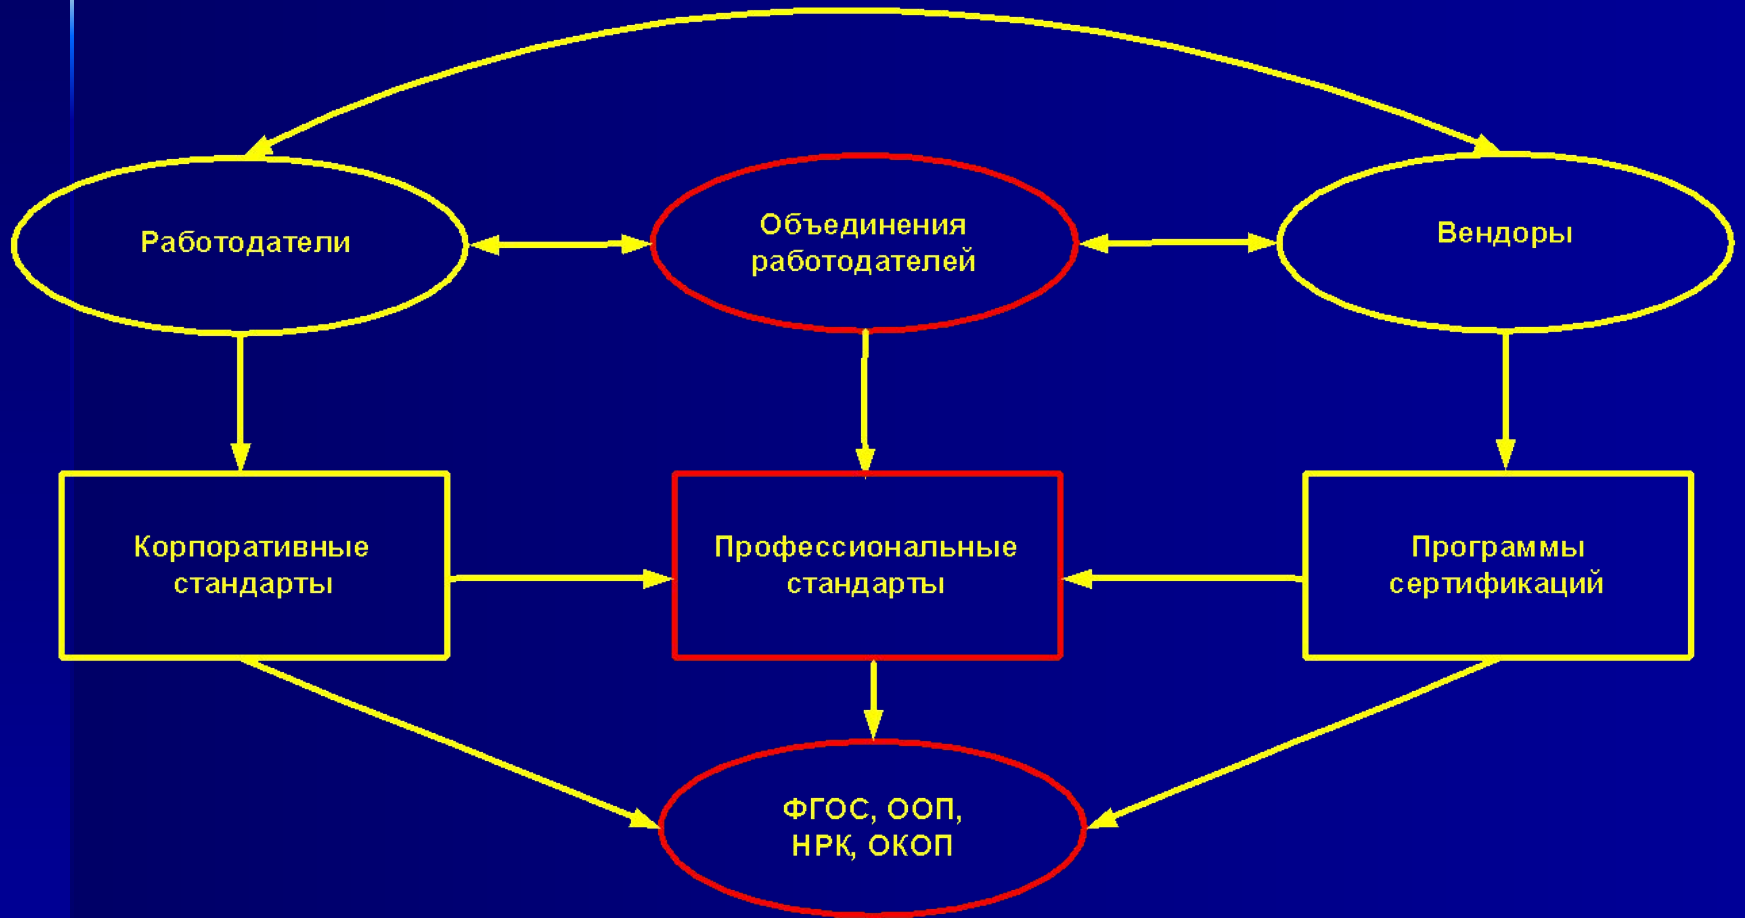 Работодатели
Объединения
работодателей
Вендоры
Корпоративные
стандарты
Профессиональные
стандарты
Программы
сертификаций
ФГОС, ООП,
НРК, ОКОП